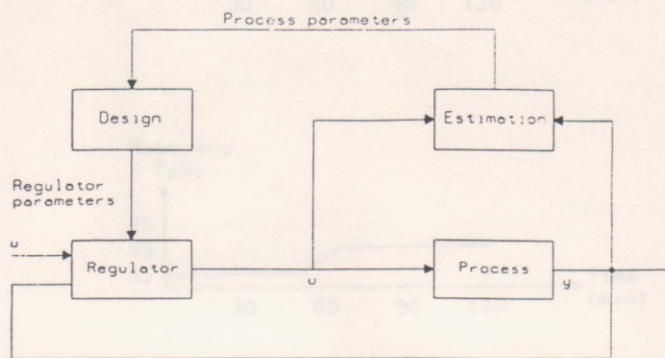 Process parameters
Design
Estimation
Regulator
parameters
u
Regulator
u
Process
y